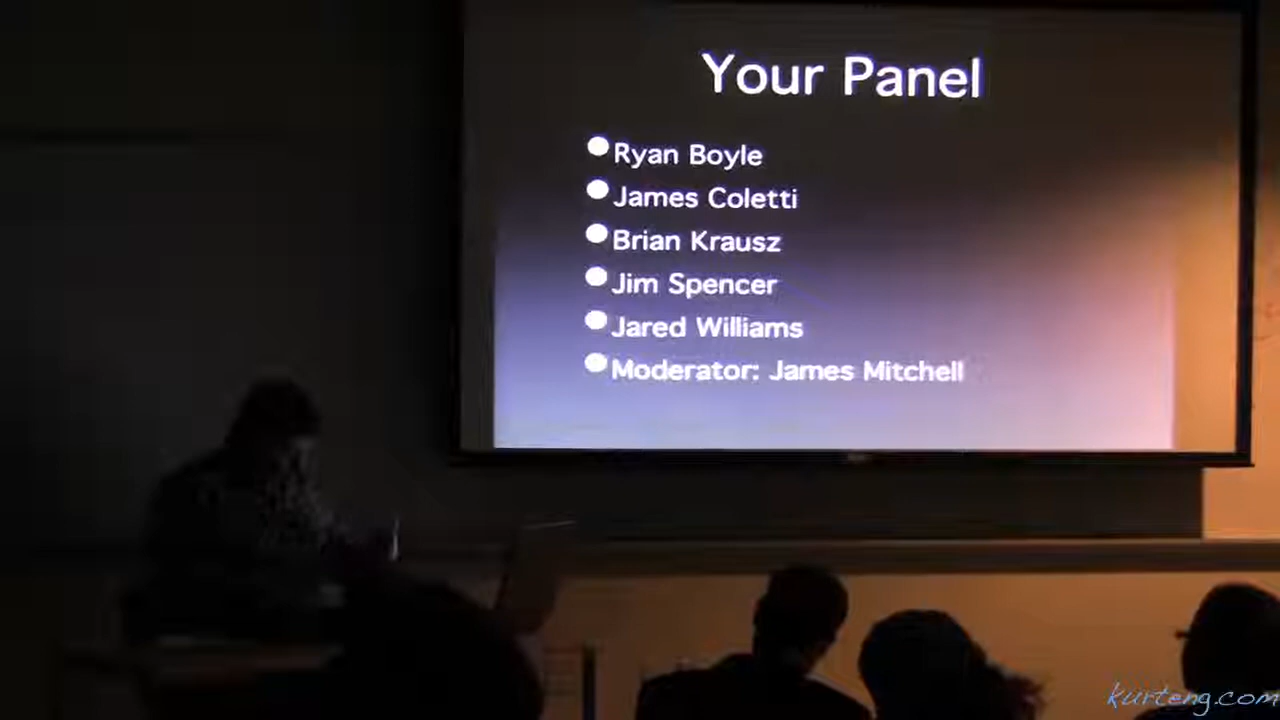 Your Panel
Ryan Boyle
James Coletti
Brian Krausz
Jim Spencer
Jared Williams
Moderator: James Mitchell
kurteng.com